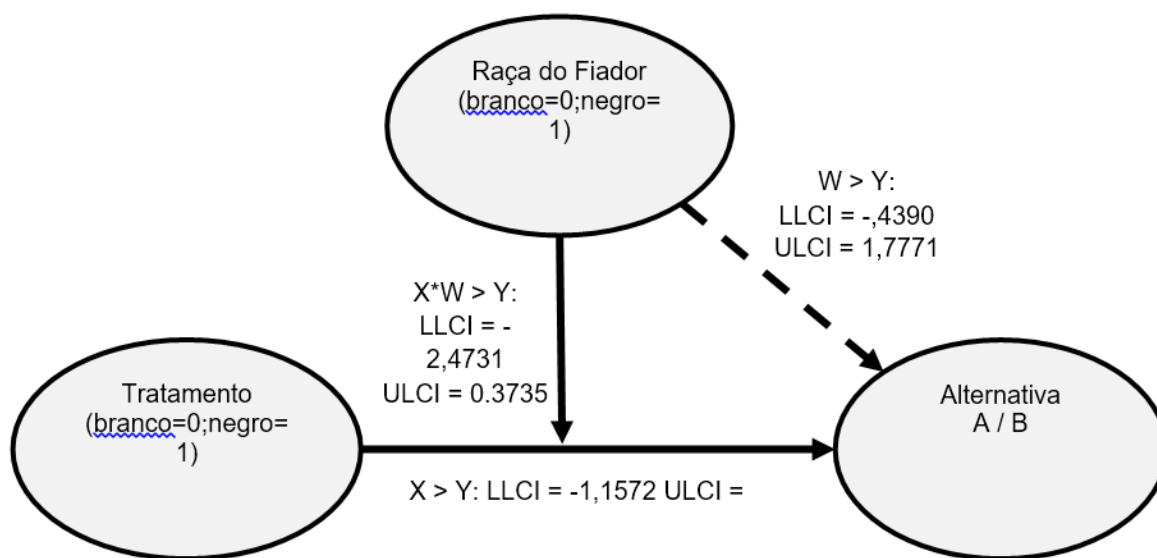 Raça do Fiador
(branco=0;negro=
1)
W > Y:
LLCI = -,4390
ULCI = 1,7771
X*W > Y:
LLCI = -
2,4731
ULCI = 0.3735
Tratamento
(branco=0;negro=
1)
Alternativa
A / B
X > Y: LLCI = -1,1572 ULCI =